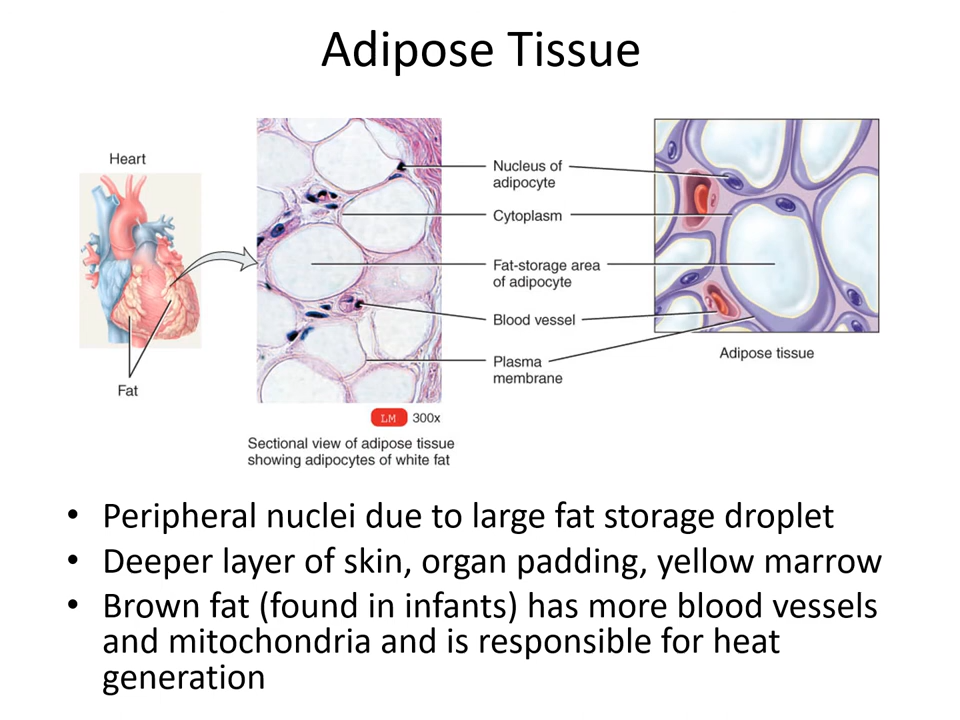 Adipose Tissue
Heart
Fat
Nucleus of
adipocyte
Cytoplasm
Fat-storage area
of adipocyte
Blood vessel
Plasma
membrane
Adipose tissue
LM 300x
Sectional view of adipose tissue
showing adipocytes of white fat
• Peripheral nuclei due to large fat storage droplet
• Deeper layer of skin, organ padding, yellow marrow
• Brown fat (found in infants) has more blood vessels
and mitochondria and is responsible for heat
generation